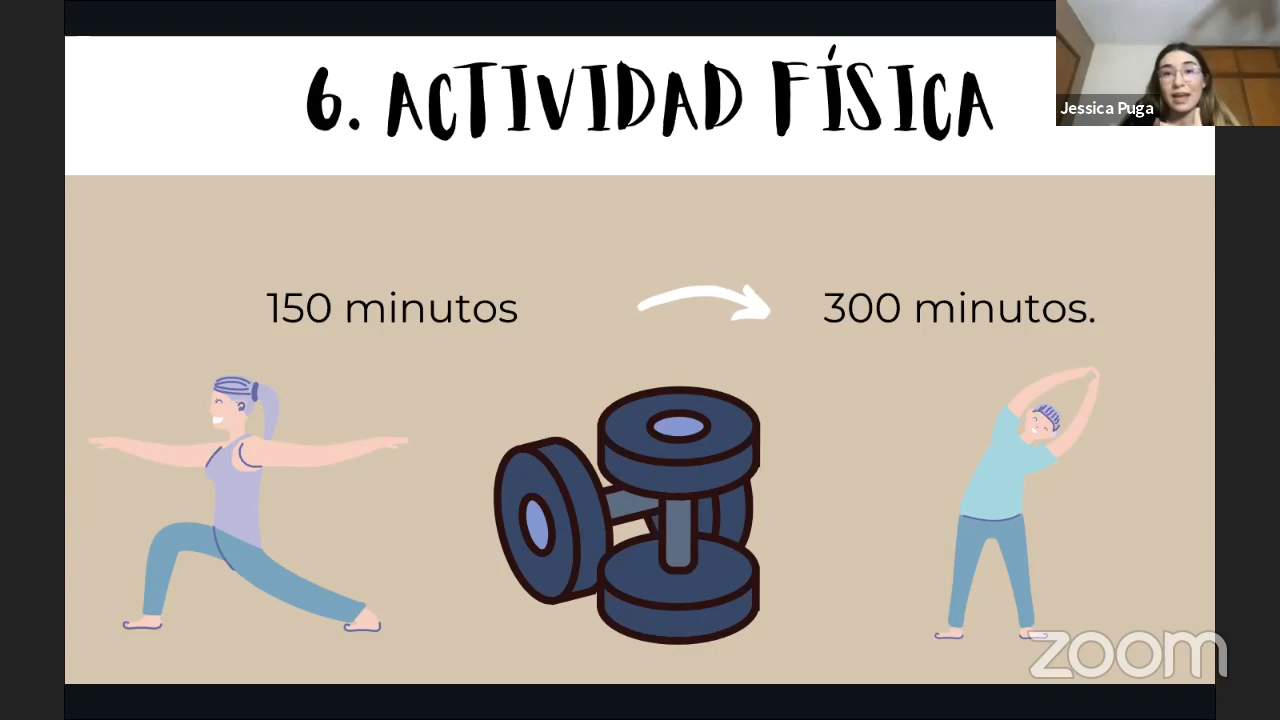 6. ACTIVIDAD FÍSICA
Jessica Puga
150 minutos
300 minutos.
zoom